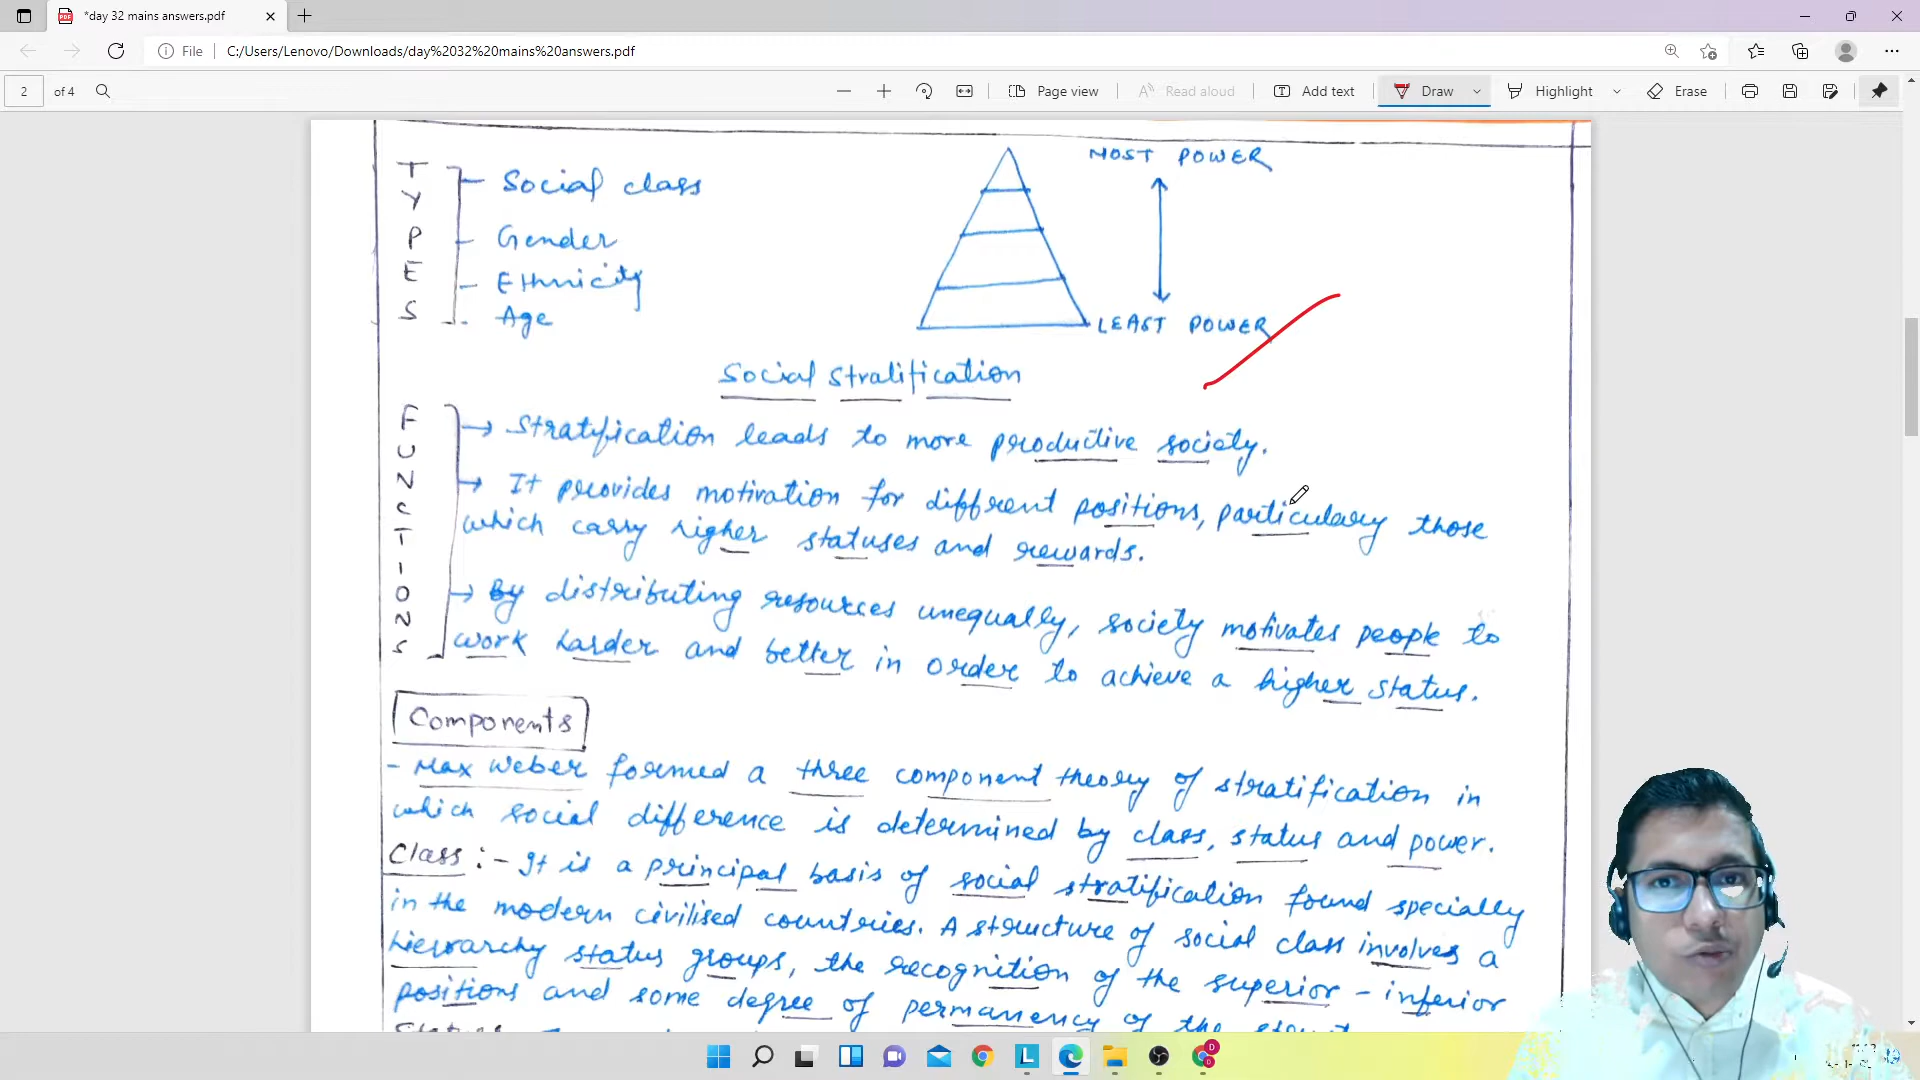 *day 32 mains answers.pdf
File C:/Users/Lenovo/Downloads/day%2032%20mains%20answers.pdf
2 of 4 Page view Read aloud Add text Draw Highlight Erase
TYPES
Social class
Gender
Ethnicity
Age
MOST POWER
LEAST POWER
Social Stratification
FUNCTIONS
→ Stratification leads to more productive society.
→ It provides motivation for different positions, particulary those
which carry higher statuses and rewards.
→ By distributing resources unequally, society motivates people to
work harder and better in order to achieve a higher status.
Components
- Max Weber formed a three component theory of stratification in
which social difference is determined by class, status and power.
Class :- It is a principal basis of social stratification found specially
in the modern civilised countries. A structure of social class involves a
hierarchy status groups, the recognition of the superior - inferior
positions and some degree of permanency of the